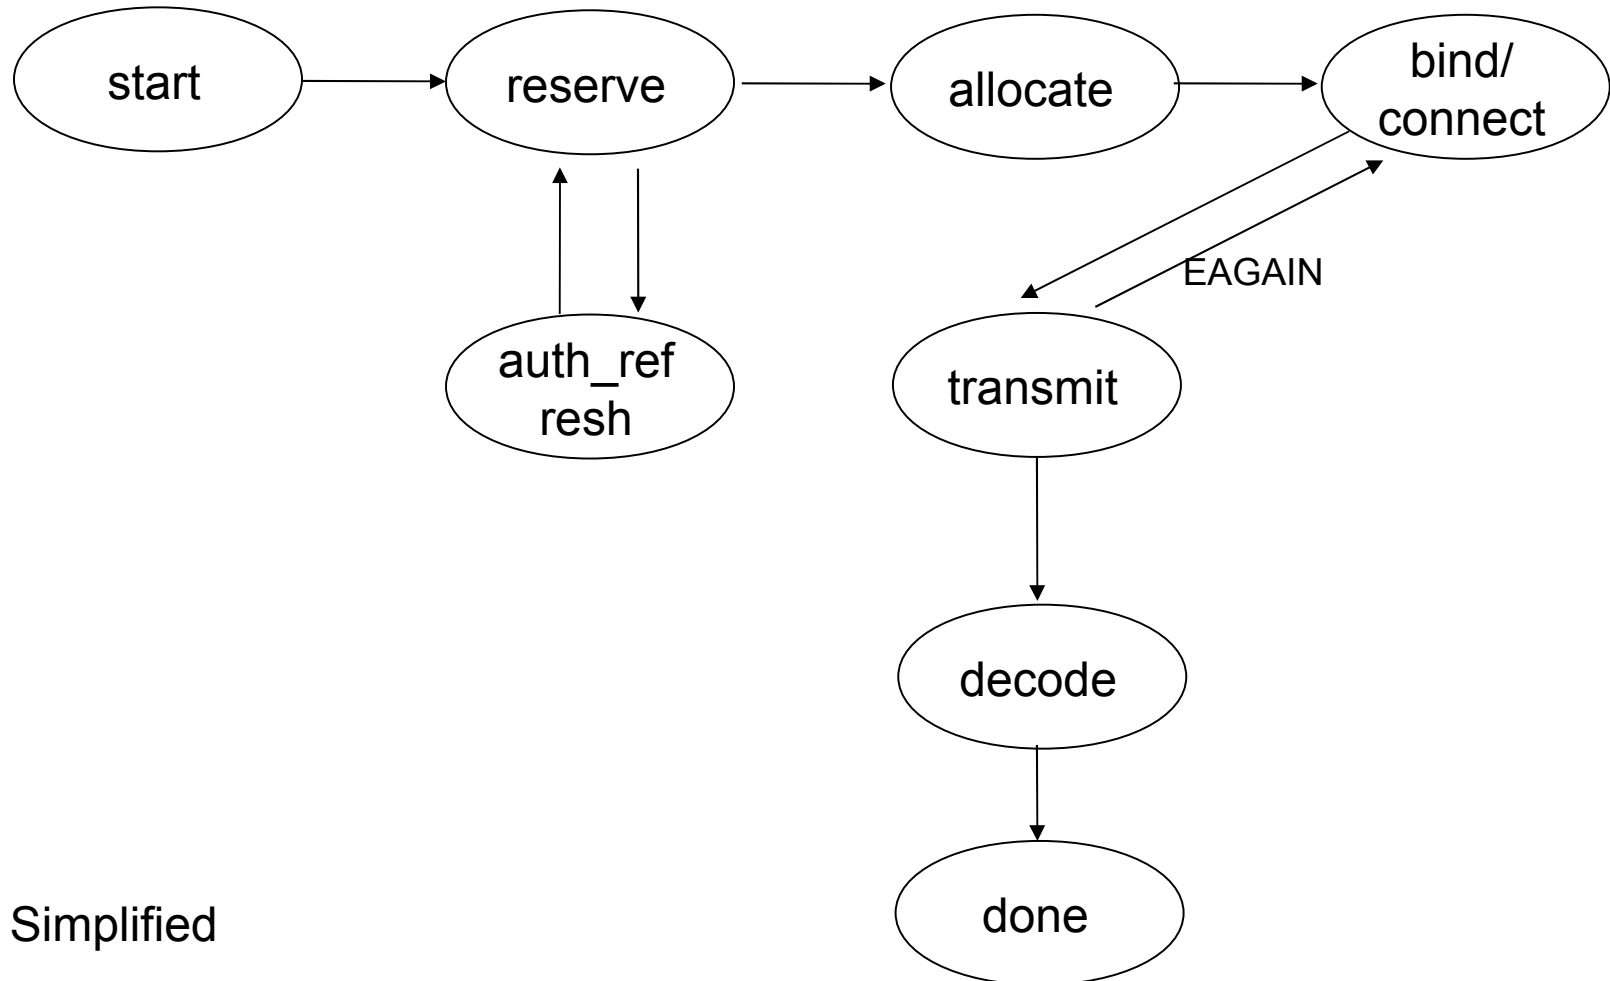 start
reserve
allocate
bind/
connect
EAGAIN
auth_ref
resh
transmit
decode
done
Simplified